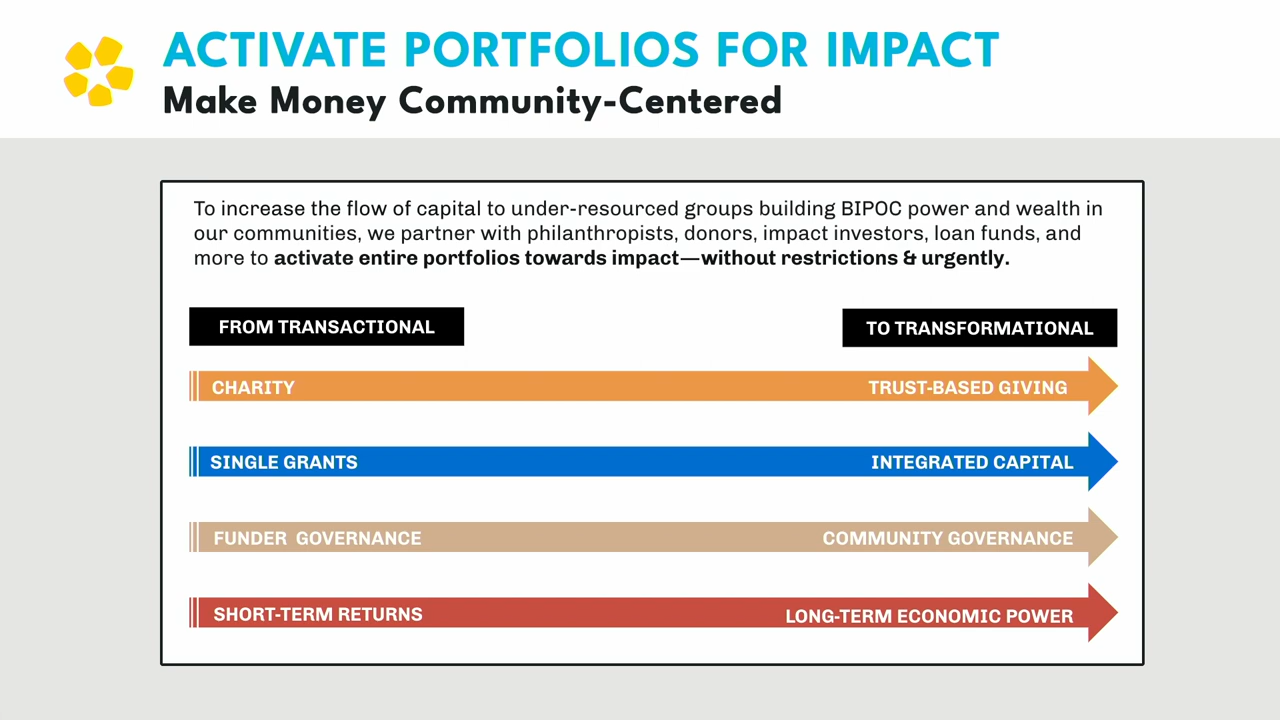 ACTIVATE PORTFOLIOS FOR IMPACT
Make Money Community-Centered
To increase the flow of capital to under-resourced groups building BIPOC power and wealth in
our communities, we partner with philanthropists, donors, impact investors, loan funds, and
more to activate entire portfolios towards impact—without restrictions & urgently.
FROM TRANSACTIONAL
TO TRANSFORMATIONAL
CHARITY
TRUST-BASED GIVING
SINGLE GRANTS
INTEGRATED CAPITAL
FUNDER GOVERNANCE
COMMUNITY GOVERNANCE
SHORT-TERM RETURNS
LONG-TERM ECONOMIC POWER